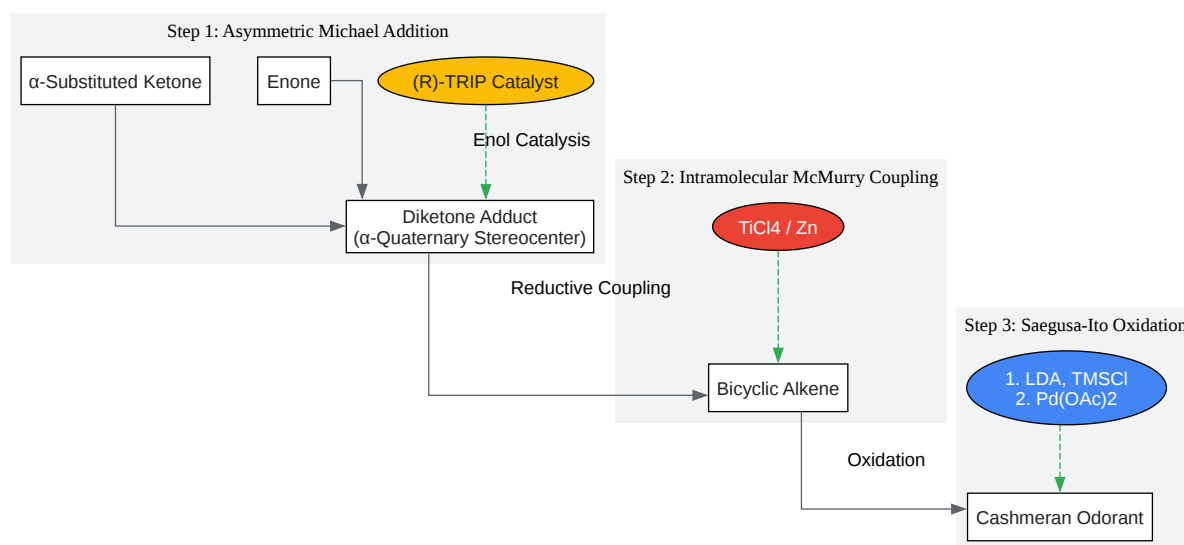 Step 1: Asymmetric Michael Addition
α-Substituted Ketone
Enone
(R)-TRIP Catalyst
Enol Catalysis
Diketone Adduct
(α-Quaternary Stereocenter)
Step 2: Intramolecular McMurry Coupling
TiCl4 / Zn
Reductive Coupling
Bicyclic Alkene
Step 3: Saegusa-Ito Oxidation
1. LDA, TMSCl
2. Pd(OAc)2
Oxidation
Cashmeran Odorant